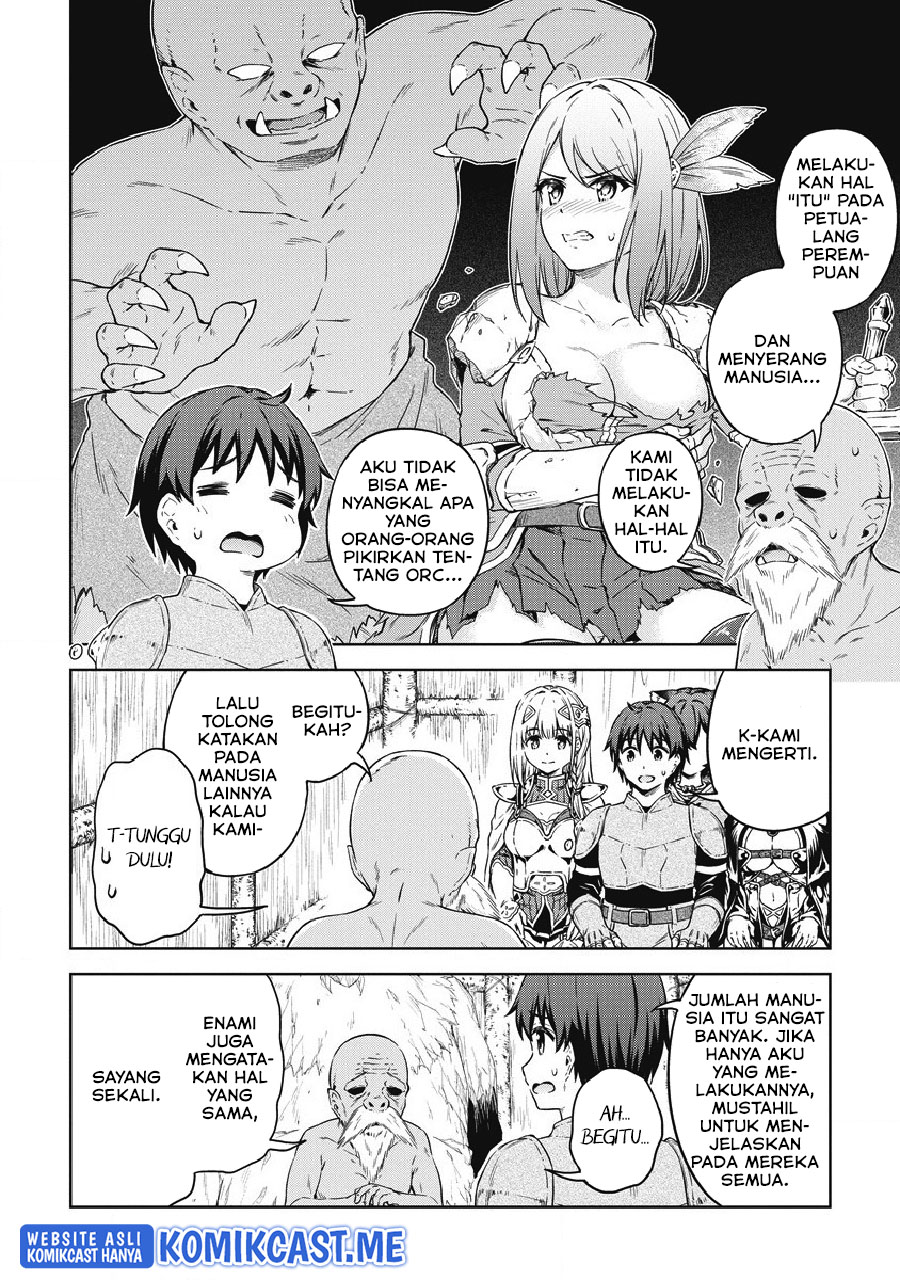 MELAKU-
KAN HAL
"ITU" PADA
PETUA-
LANG
PEREM-
PUAN
DAN
MENYERANG
MANUSIA...
KAMI
TIDAK
MELAKU-
KAN
HAL-HAL
ITU.
AKU TIDAK
BISA ME-
NYANGKAL APA
YANG
ORANG-ORANG
PIKIRKAN TEN-
TANG ORC...
K-KAMI
MENGERTI.
BEGITU-
KAH?
LALU
TOLONG
KATAKAN
PADA
MANUSIA
LAINNYA
KALAU
KAMI-
T-TUNGGU
DULU!
JUMLAH MANU-
SIA ITU SANGAT
BANYAK. JIKA
HANYA AKU
YANG ME-
LAKUKANNYA,
MUSTAHIL
UNTUK MEN-
JELASKAN
PADA MEREKA
SEMUA.
AH...
BEGITU...
ENAMI JUGA
MENGATA-
KAN HAL
YANG
SAMA,
SAYANG
SEKALI.
WEBSITE ASLI
KOMIKCAST HANYA
KOMIKCAST.ME